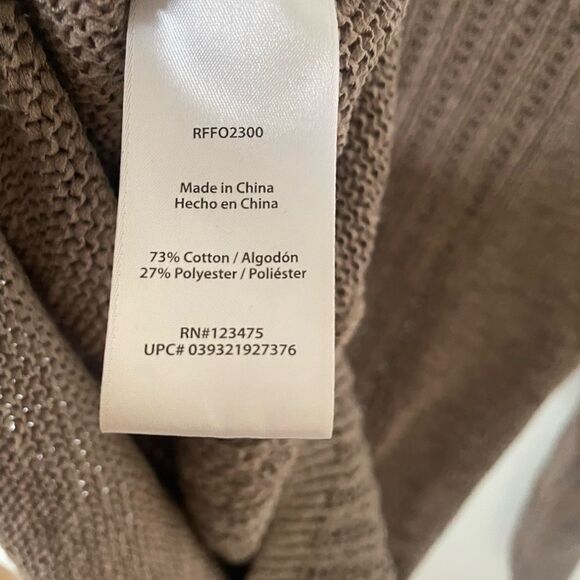 RFFO2300
Made in China
Hecho en China
73% Cotton / Algodón
27% Polyester / Poliéster
RN#123475
UPC# 039321927376